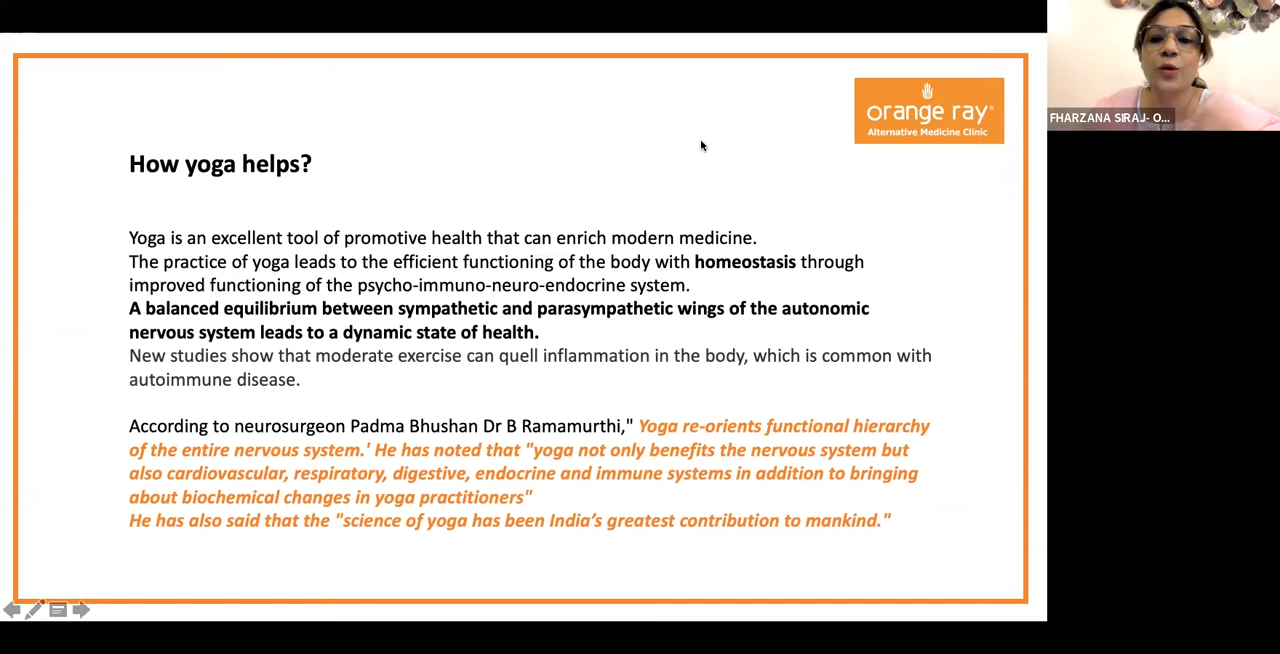 orange ray®
Alternative Medicine Clinic
FHARZANA SIRAJ- O...
How yoga helps?
Yoga is an excellent tool of promotive health that can enrich modern medicine.
The practice of yoga leads to the efficient functioning of the body with homeostasis through
improved functioning of the psycho-immuno-neuro-endocrine system.
A balanced equilibrium between sympathetic and parasympathetic wings of the autonomic
nervous system leads to a dynamic state of health.
New studies show that moderate exercise can quell inflammation in the body, which is common with
autoimmune disease.
According to neurosurgeon Padma Bhushan Dr B Ramamurthi," Yoga re-orients functional hierarchy
of the entire nervous system.' He has noted that "yoga not only benefits the nervous system but
also cardiovascular, respiratory, digestive, endocrine and immune systems in addition to bringing
about biochemical changes in yoga practitioners"
He has also said that the "science of yoga has been India’s greatest contribution to mankind."